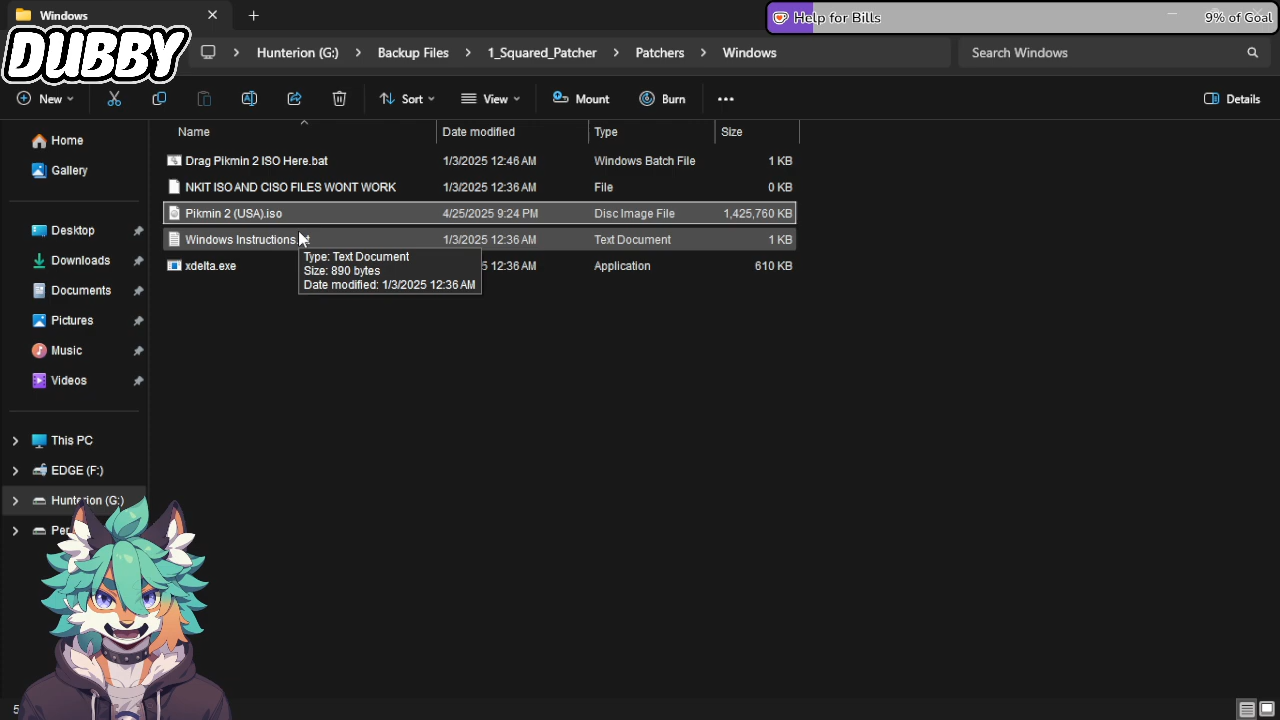 Windows
Help for Bills
9% of Goal
DUBBY
Hunterion (G:)
Backup Files
1_Squared_Patcher
Patchers
Windows
Search Windows
New
Sort
View
Mount
Burn
Details
Name
Date modified
Type
Size
Home
Gallery
Desktop
Downloads
Documents
Pictures
Music
Videos
This PC
EDGE (F:)
Hunterion (G:)
Per
Drag Pikmin 2 ISO Here.bat 1/3/2025 12:46 AM Windows Batch File 1 KB
NKIT ISO AND CISO FILES WONT WORK 1/3/2025 12:36 AM File 0 KB
Pikmin 2 (USA).iso 4/25/2025 9:24 PM Disc Image File 1,425,760 KB
Windows Instructions.t 1/3/2025 12:36 AM Text Document 1 KB
xdelta.exe 5 12:36 AM Application 610 KB
Type: Text Document
Size: 890 bytes
Date modified: 1/3/2025 12:36 AM
5